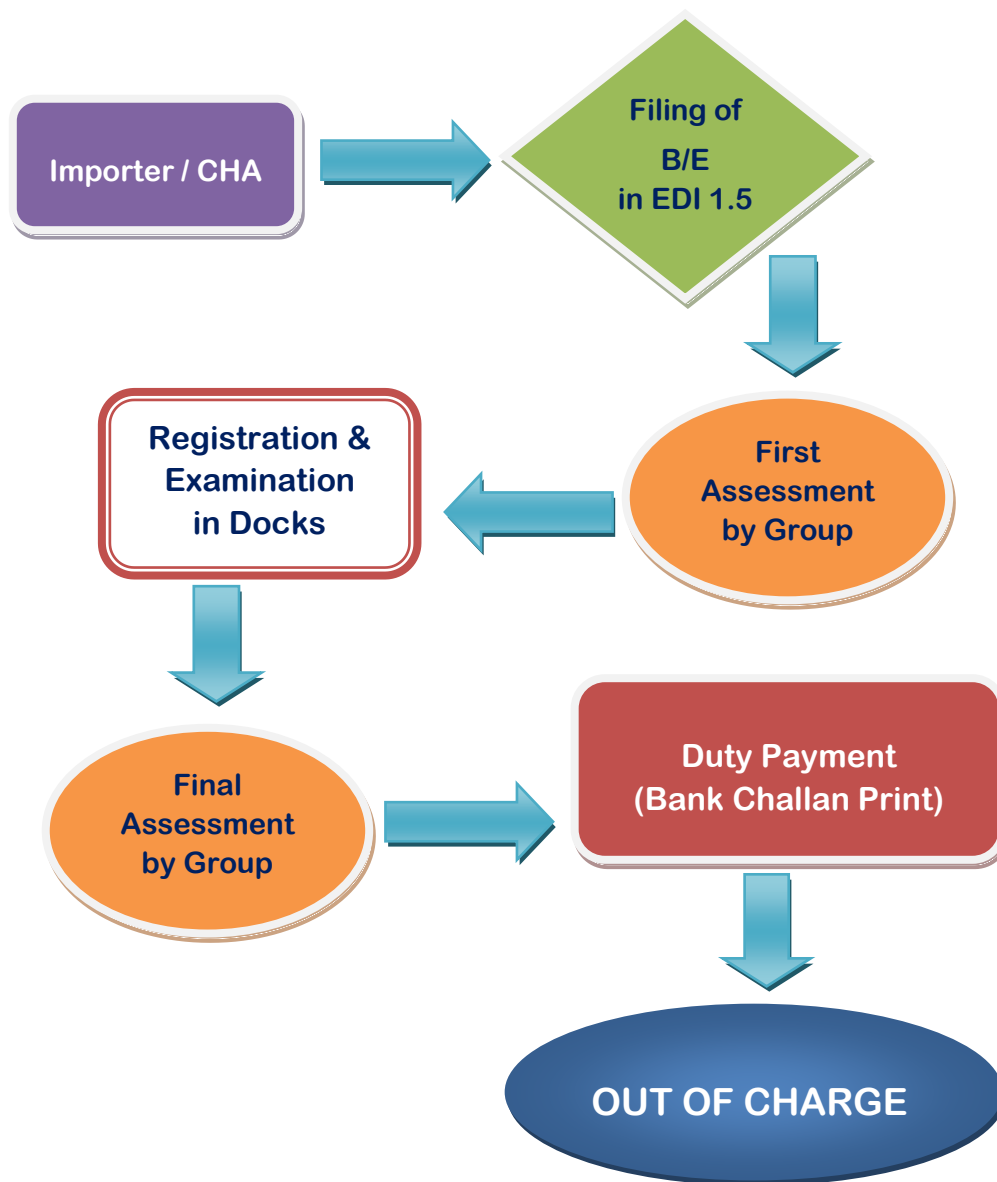 Importer / CHA
Filing of
B/E
in EDI 1.5
First
Assessment
by Group
Registration &
Examination
in Docks
Final
Assessment
by Group
Duty Payment
(Bank Challan Print)
OUT OF CHARGE